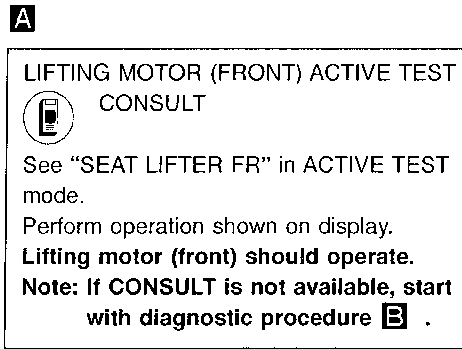 A
LIFTING MOTOR (FRONT) ACTIVE TEST
CONSULT
See “SEAT LIFTER FR” in ACTIVE TEST
mode.
Perform operation shown on display.
Lifting motor (front) should operate.
Note: If CONSULT is not available, start
with diagnostic procedure B .